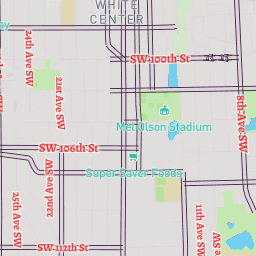 WHITE
CENTER
ay
SW 100th St
24th Ave SW
21st Ave SW
8th Ave SW
Mel Olson Stadium
SW 106th St
Super Saver Foods
25th Ave SW
22nd Ave SW
11th Ave SW
SW 112th St